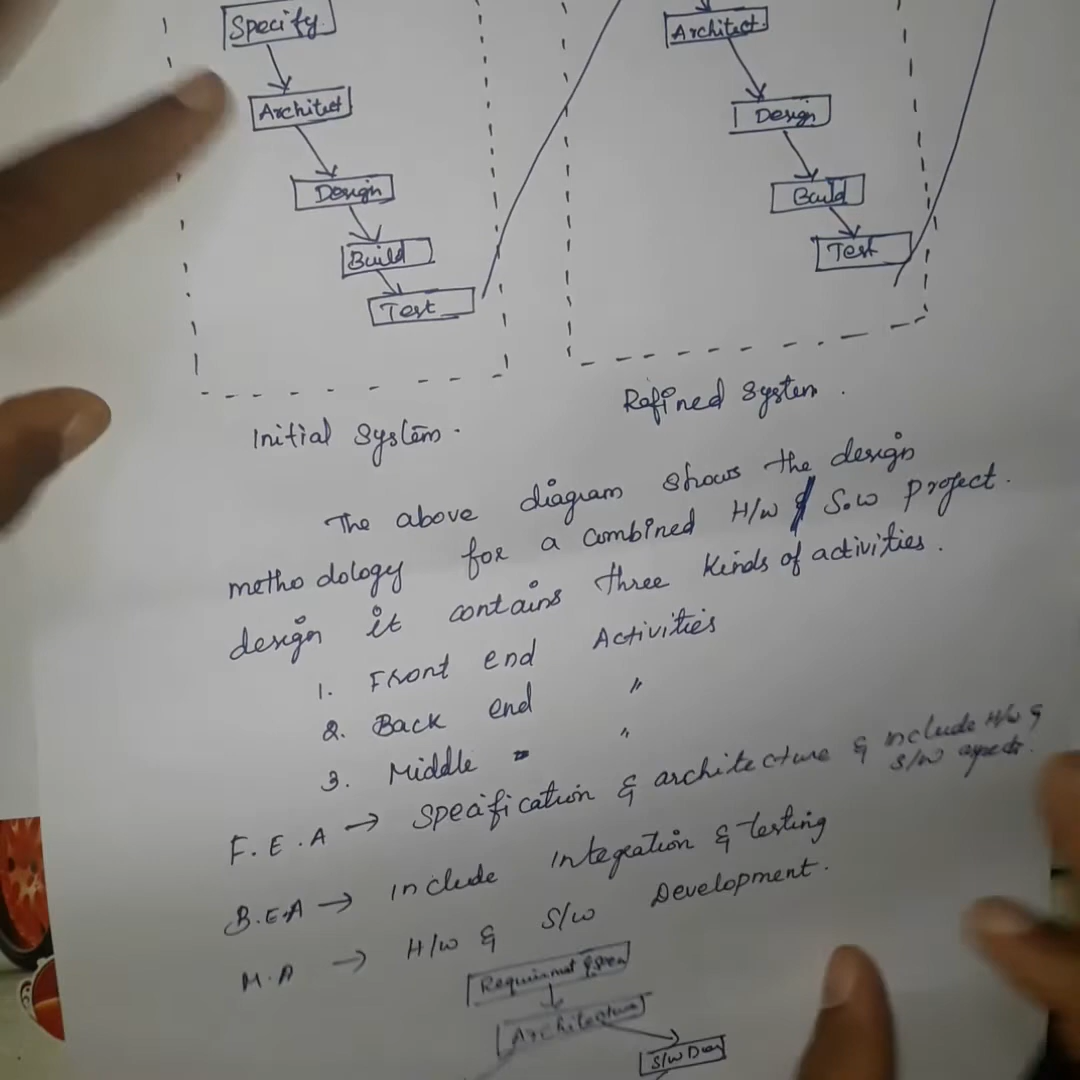 Specify
Architect
Design
Build
Test
Architect
Design
Build
Test
Initial System.
Rafined System.
The above diagram shows the design
methodology for a combined H/w & S.w project.
design it contains three kinds of activities.
1. Front end Activities
2. Back end "
3. Middle " "
F.E.A → Specification & architecture & include H/w &
S/w aspects.
B.E.A → include integration & testing
M.A → H/w & S/w Development.
Architecture
S/w